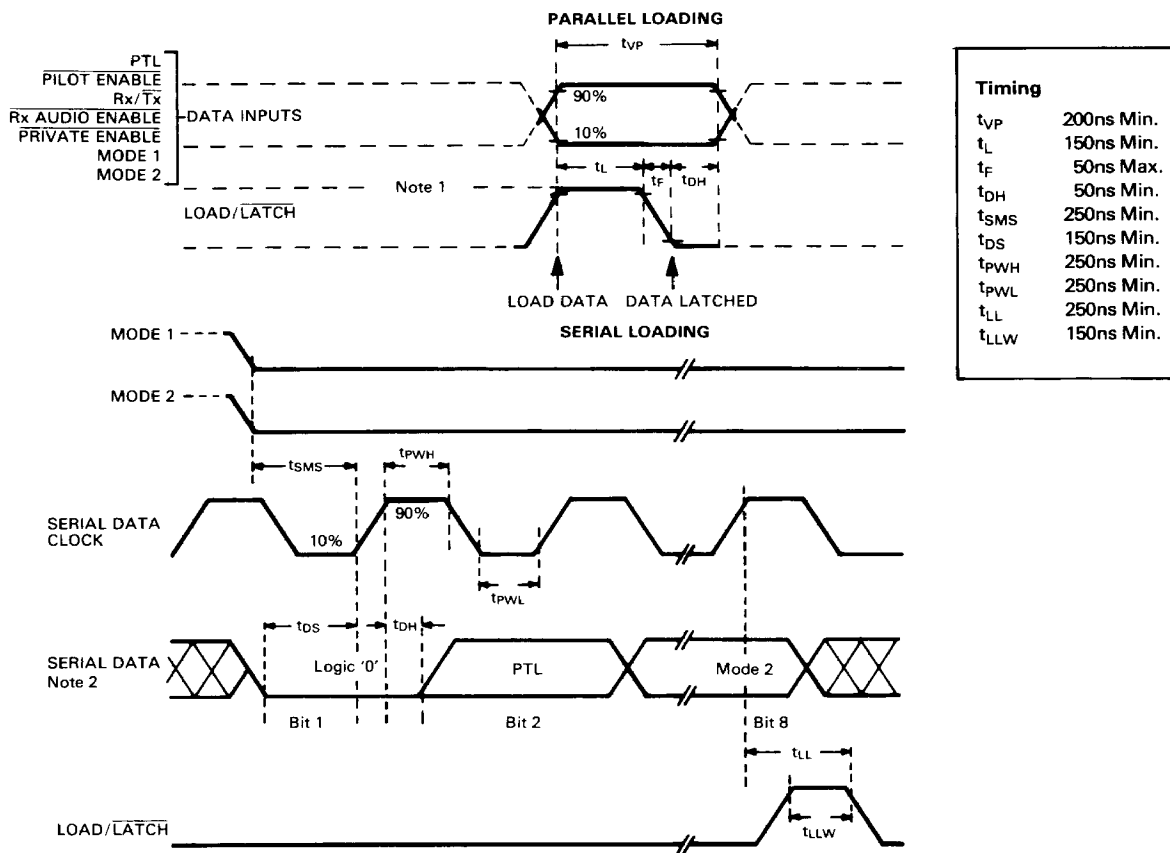 PARALLEL LOADING
tVP
PTL
PILOT ENABLE
Rx/Tx
Rx AUDIO ENABLE
PRIVATE ENABLE
MODE 1
MODE 2
DATA INPUTS
90%
10%
tL
tF
tDH
Note 1
LOAD/LATCH
LOAD DATA
DATA LATCHED
Timing
tVP 200ns Min.
tL 150ns Min.
tF 50ns Max.
tDH 50ns Min.
tSMS 250ns Min.
tDS 150ns Min.
tPWH 250ns Min.
tPWL 250ns Min.
tLL 250ns Min.
tLLW 150ns Min.
SERIAL LOADING
MODE 1
MODE 2
tSMS
tPWH
SERIAL DATA
CLOCK
10%
90%
tPWL
tDS
tDH
SERIAL DATA
Note 2
Logic '0'
PTL
Mode 2
Bit 1
Bit 2
Bit 8
tLL
tLLW
LOAD/LATCH